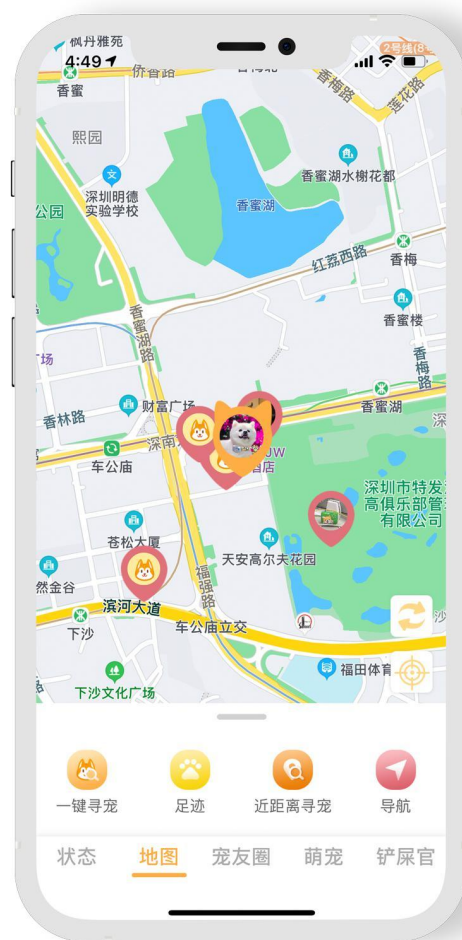 枫丹雅苑
4:49
2号线(8号
侨香路
香梅北
香蜜
香梅路
莲花路
熙园
深圳明德
实验学校
香蜜湖水榭花都
香蜜湖
公园
红荔西路
香梅
香蜜楼
广场
香蜜湖路
香梅路
财富广场
香林路
香蜜湖
深南大
车公庙
JW
酒店
深
深圳市特发
高俱乐部管
有限公司
苍松大厦
天安高尔夫花园
然金谷
福强路
滨河大道
车公庙立交
下沙
沙
福田体育
下沙文化广场
一键寻宠
足迹
近距离寻宠
导航
状态
地图
宠友圈
萌宠
铲屎官